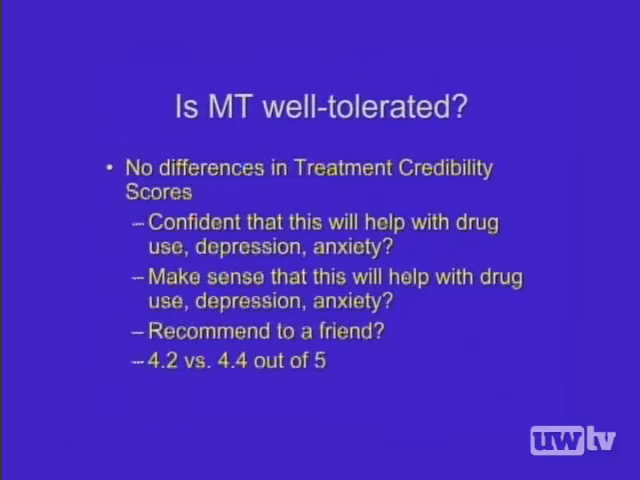 Is MT well-tolerated?
• No differences in Treatment Credibility
Scores
– Confident that this will help with drug
use, depression, anxiety?
– Make sense that this will help with drug
use, depression, anxiety?
– Recommend to a friend?
– 4.2 vs. 4.4 out of 5
uwtv